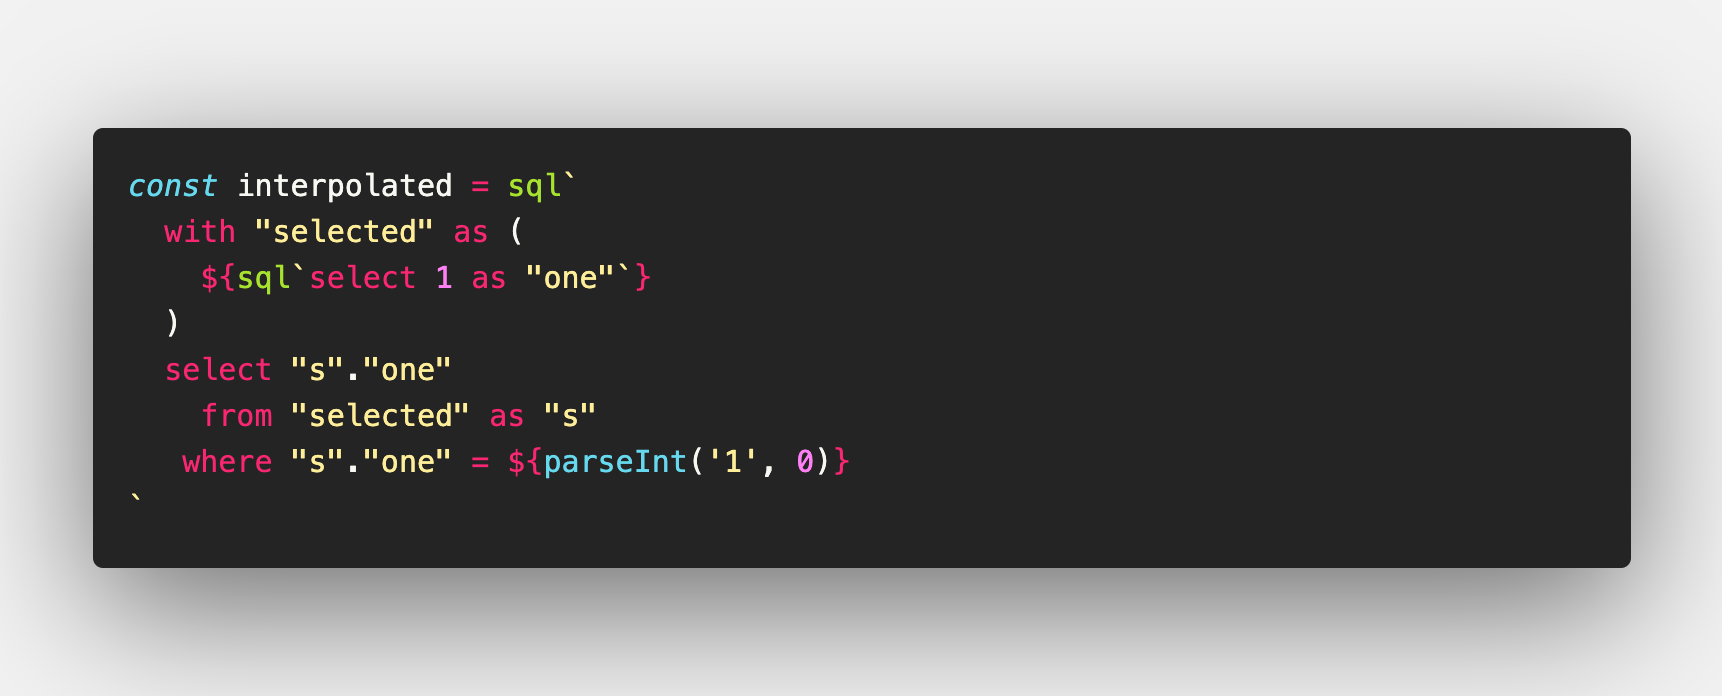 const interpolated = sql`
with "selected" as (
${sql`select 1 as "one"`}
)
select "s"."one"
from "selected" as "s"
where "s"."one" = ${parseInt('1', 0)}
`